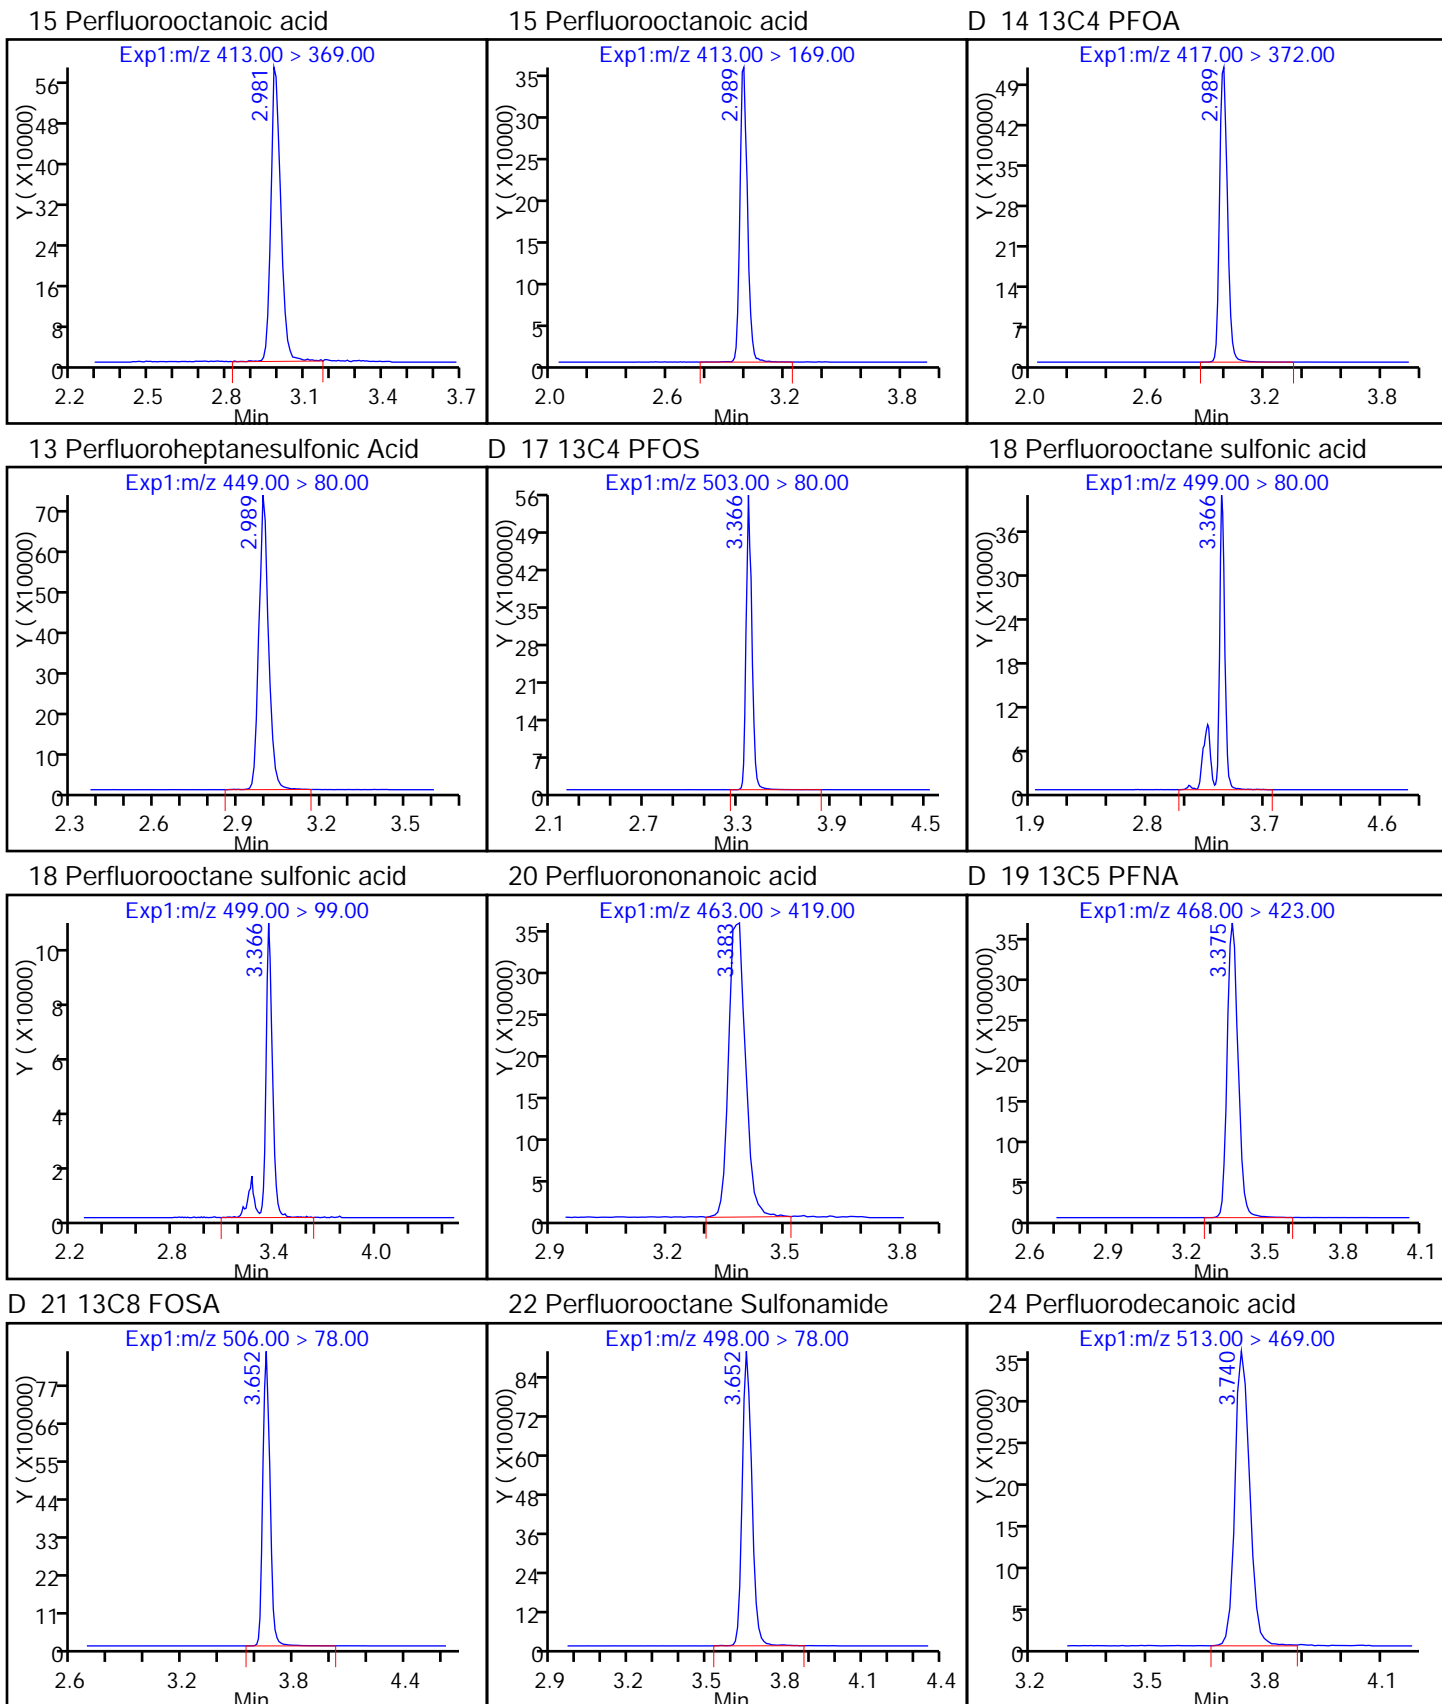 15 Perfluorooctanoic acid
Exp1:m/z 413.00 > 369.00
2.981
Y ( X10000)
56
48
40
32
24
16
8
0
2.2 2.5 2.8 3.1 3.4 3.7
Min
15 Perfluorooctanoic acid
Exp1:m/z 413.00 > 169.00
2.989
Y ( X10000)
35
30
25
20
15
10
5
0
2.0 2.6 3.2 3.8
Min
D 14 13C4 PFOA
Exp1:m/z 417.00 > 372.00
2.989
Y ( X100000)
49
42
35
28
21
14
7
0
2.0 2.6 3.2 3.8
Min
13 Perfluoroheptanesulfonic Acid
Exp1:m/z 449.00 > 80.00
2.989
Y ( X10000)
70
60
50
40
30
20
10
0
2.3 2.6 2.9 3.2 3.5
Min
D 17 13C4 PFOS
Exp1:m/z 503.00 > 80.00
3.366
Y ( X100000)
56
49
42
35
28
21
14
7
0
2.1 2.7 3.3 3.9 4.5
Min
18 Perfluorooctane sulfonic acid
Exp1:m/z 499.00 > 80.00
3.366
Y ( X10000)
36
30
24
18
12
6
0
1.9 2.8 3.7 4.6
Min
18 Perfluorooctane sulfonic acid
Exp1:m/z 499.00 > 99.00
3.366
Y ( X10000)
10
8
6
4
2
0
2.2 2.8 3.4 4.0
Min
20 Perfluorononanoic acid
Exp1:m/z 463.00 > 419.00
3.383
Y ( X10000)
35
30
25
20
15
10
5
0
2.9 3.2 3.5 3.8
Min
D 19 13C5 PFNA
Exp1:m/z 468.00 > 423.00
3.375
Y ( X100000)
35
30
25
20
15
10
5
0
2.6 2.9 3.2 3.5 3.8 4.1
Min
D 21 13C8 FOSA
Exp1:m/z 506.00 > 78.00
3.652
Y ( X100000)
77
66
55
44
33
22
11
0
2.6 3.2 3.8 4.4
Min
22 Perfluorooctane Sulfonamide
Exp1:m/z 498.00 > 78.00
3.652
Y ( X10000)
84
72
60
48
36
24
12
0
2.9 3.2 3.5 3.8 4.1 4.4
Min
24 Perfluorodecanoic acid
Exp1:m/z 513.00 > 469.00
3.740
Y ( X10000)
35
30
25
20
15
10
5
0
3.2 3.5 3.8 4.1
Min